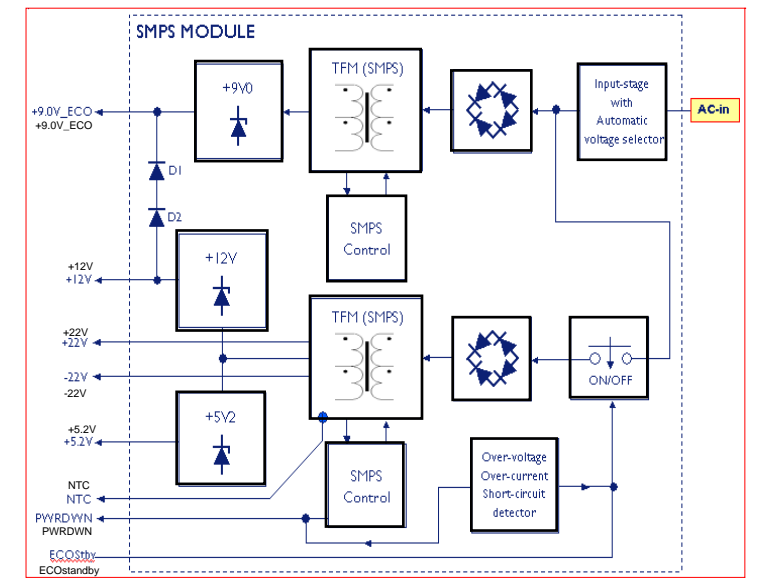 SMPS MODULE
+9V0
TFM (SMPS)
Input-stage
with
Automatic
voltage selector
AC-in
+9.0V_ECO
+9.0V_ECO
D1
D2
SMPS
Control
+12V
+12V
+12V
TFM (SMPS)
+22V
+22V
-22V
-22V
ON/OFF
+5V2
+5.2V
+5.2V
Over-voltage
Over-current
Short-circuit
detector
SMPS
Control
NTC
NTC
PWRDWN
PWRDWN
ECOStby
ECOstandby